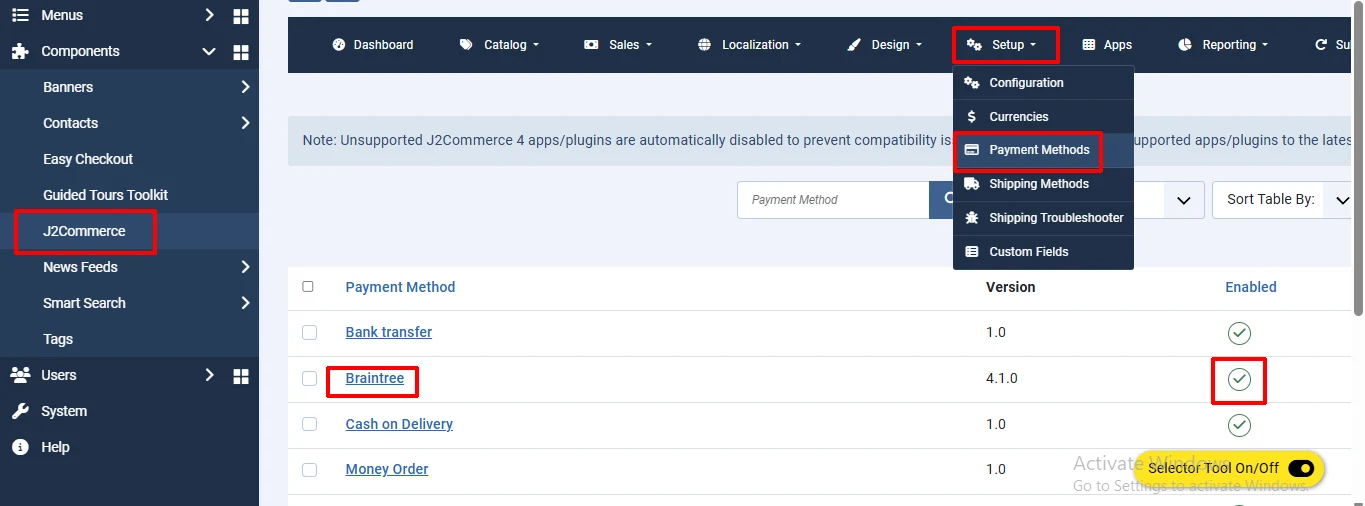 Menus
Components
Banners
Contacts
Easy Checkout
Guided Tours Toolkit
J2Commerce
News Feeds
Smart Search
Tags
Users
System
Help
Dashboard Catalog Sales Localization Design Setup Apps Reporting
Configuration
Currencies
Payment Methods
Shipping Methods
Shipping Troubleshooter
Custom Fields
Note: Unsupported J2Commerce 4 apps/plugins are automatically disabled to prevent compatibility upported apps/plugins to the lates
Payment Method Sort Table By:
Payment Method Version Enabled
Bank transfer 1.0
Braintree 4.1.0
Cash on Delivery 1.0
Money Order 1.0
Activate Windows
Selector Tool On/Off
Go to Settings to activate Windows.